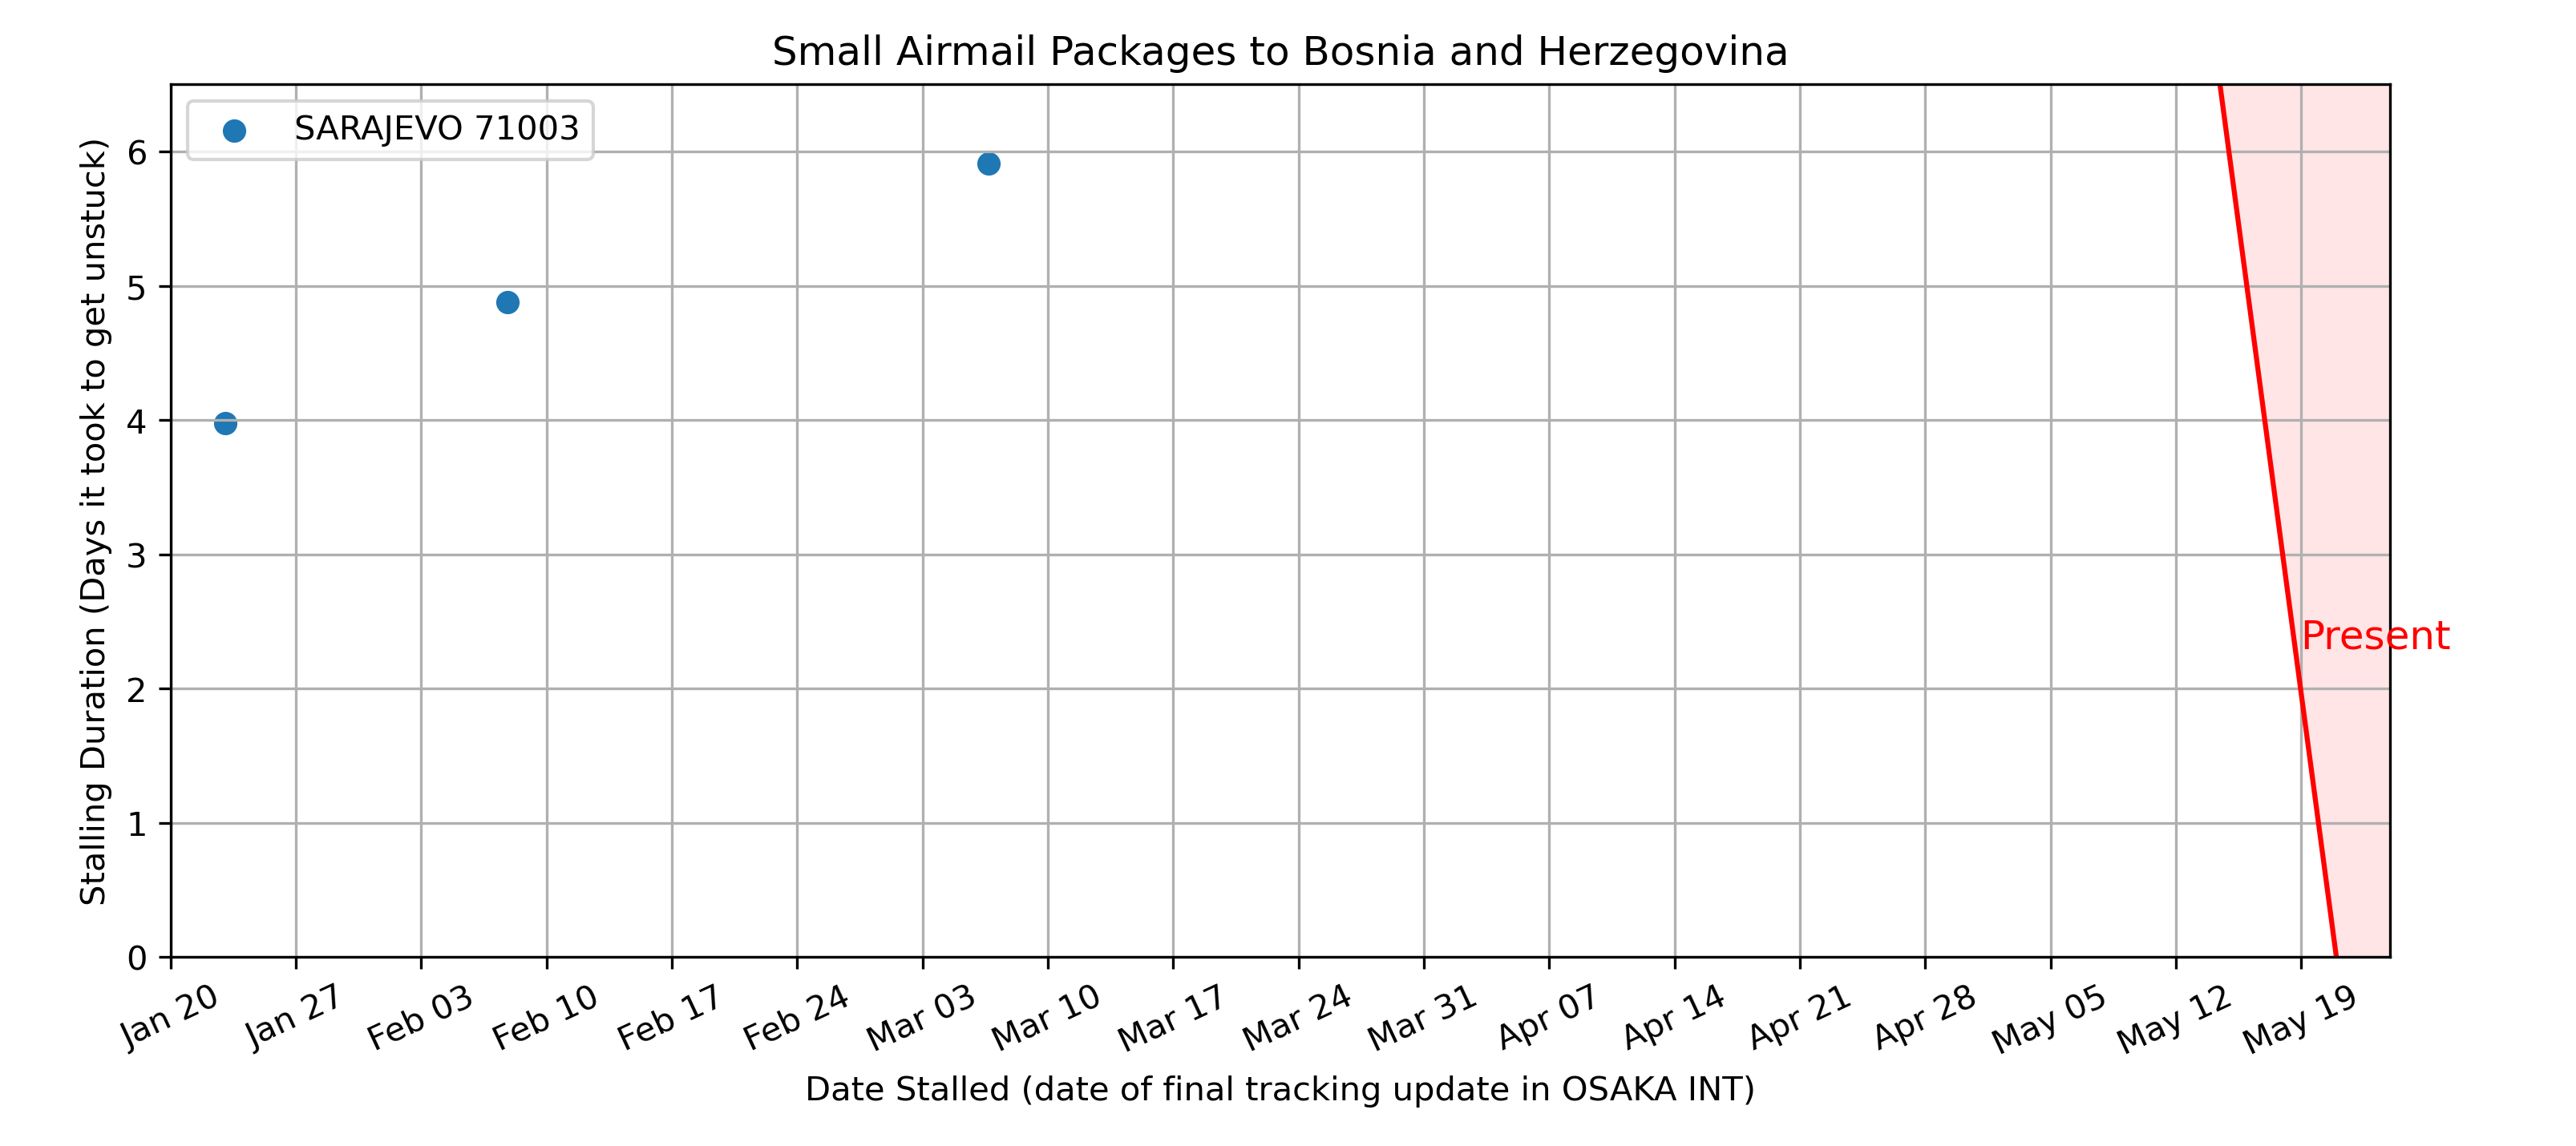 Small Airmail Packages to Bosnia and Herzegovina
SARAJEVO 71003
Stalling Duration (Days it took to get unstuck)
6
5
4
3
2
1
0
Present
Jan 20
Jan 27
Feb 03
Feb 10
Feb 17
Feb 24
Mar 03
Mar 10
Mar 17
Mar 24
Mar 31
Apr 07
Apr 14
Apr 21
Apr 28
May 05
May 12
May 19
Date Stalled (date of final tracking update in OSAKA INT)